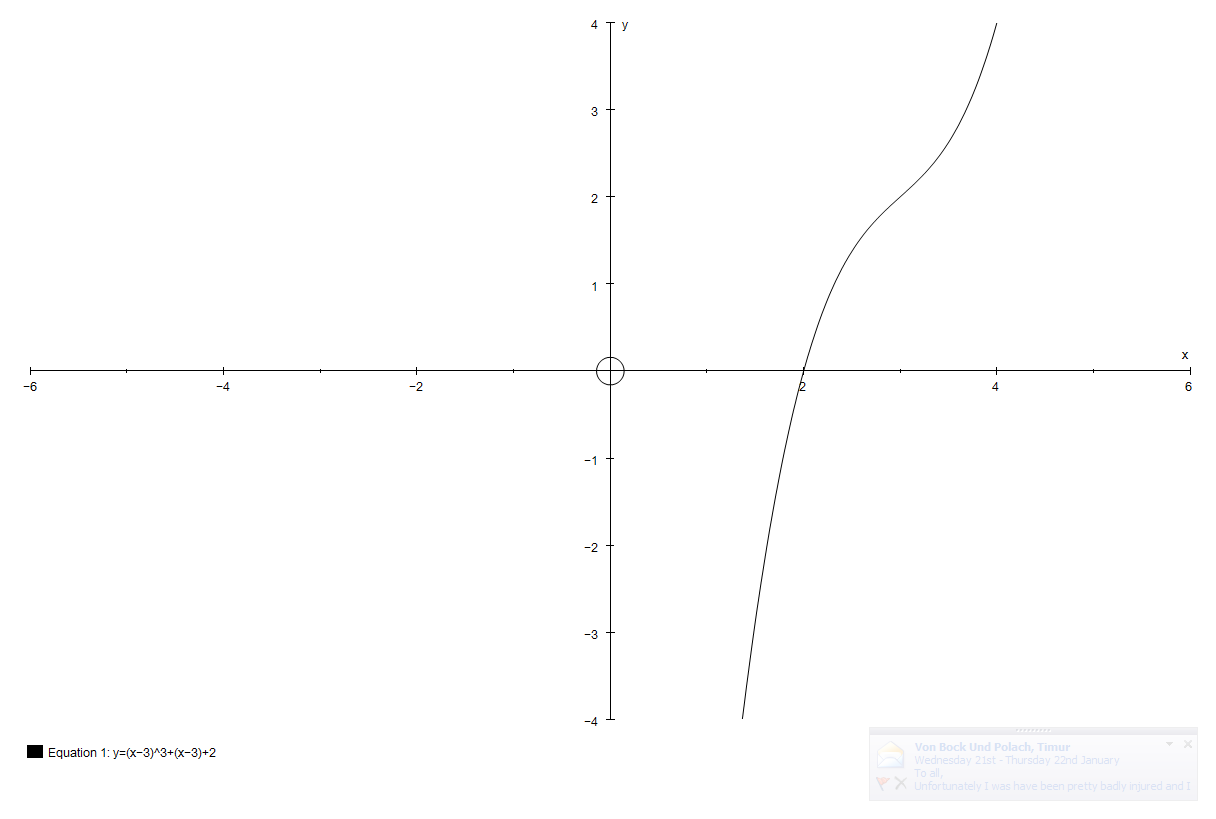 4
y
3
2
1
x
−6
−4
−2
2
4
6
−1
−2
−3
−4
Equation 1: y=(x−3)^3+(x−3)+2
Von Bock Und Polach, Timur
Wednesday 21st - Thursday 22nd January
To all,
Unfortunately I was have been pretty badly injured and I